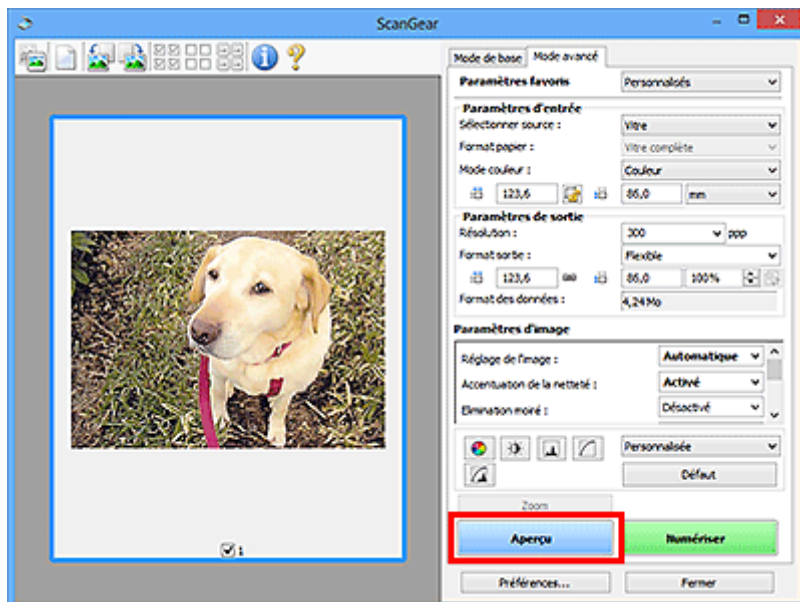 ScanGear
Mode de base Mode avancé
Paramètres favoris Personnalisés
Paramètres d'entrée
Sélectionner source : Vitre
Format papier : Vitre complète
Mode couleur : Couleur
123,6 86,0 mm
Paramètres de sortie
Résolution : 300 ppp
Format sortie : Flexible
123,6 86,0 100%
Format des données : 4,24 Mo
Paramètres d'image
Réglage de l'image : Automatique
Accentuation de la netteté : Activé
Elimination moiré : Désactivé
Personnalisée
Défaut
Zoom
Aperçu Numériser
1
Préférences... Fermer